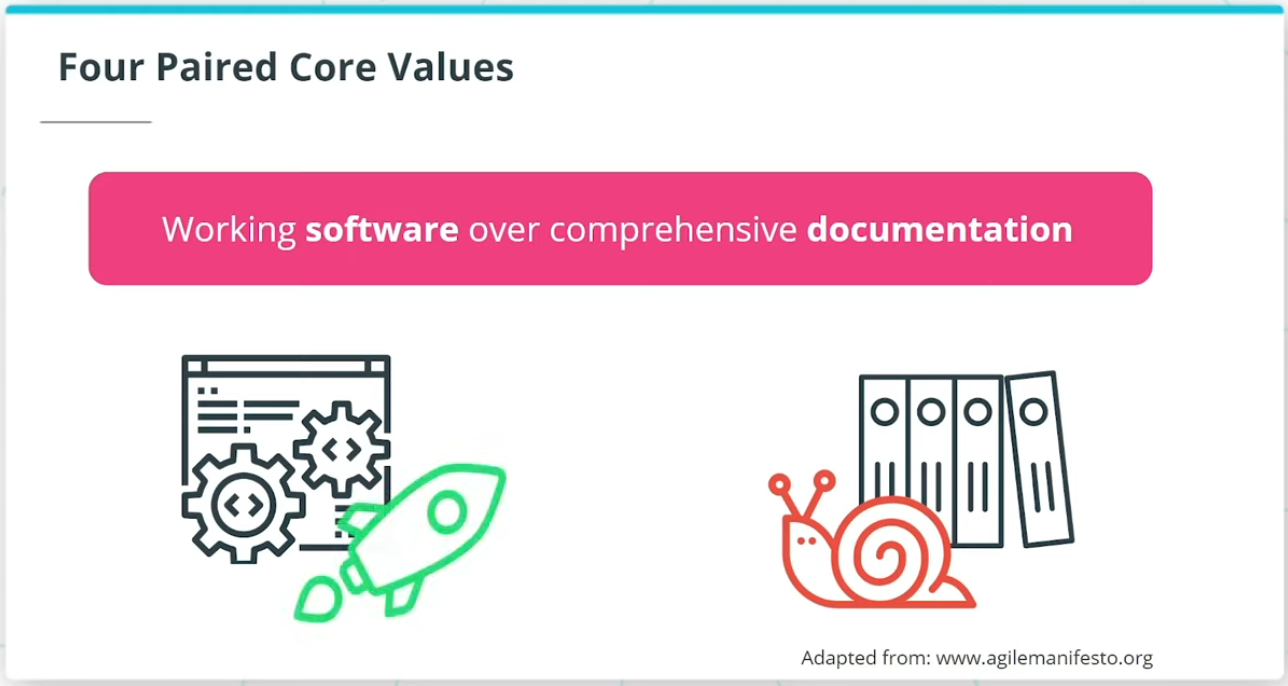 Four Paired Core Values
Working software over comprehensive documentation
Adapted from: www.agilemanifesto.org